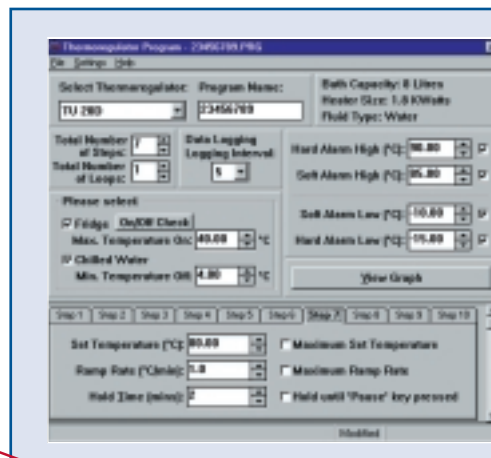 Thermoregulator Program - 23456789.PRG
File Settings Help
Select Thermoregulator: Program Name:
TU 20D 23456789
Bath Capacity: 8 Litres
Heater Size: 1.8 KWatts
Fluid Type: Water
Total Number of Steps: 7
Total Number of Loops: 1
Data Logging
Logging Interval:
5
Hard Alarm High (°C): 90.00
Soft Alarm High (°C): 85.00
Soft Alarm Low (°C): -10.00
Hard Alarm Low (°C): -15.00
Please select
Fridge On/Off Check
Max. Temperature On: 40.00 °C
Chilled Water
Min. Temperature Off: 4.00 °C
View Graph
Step 1 Step 2 Step 3 Step 4 Step 5 Step 6 Step 7 Step 8 Step 9 Step 10
Set Temperature (°C): 80.00 Maximum Set Temperature
Ramp Rate (°C/min): 1.0 Maximum Ramp Rate
Hold Time (mins): 2 Hold until 'Pause' key pressed
Modified